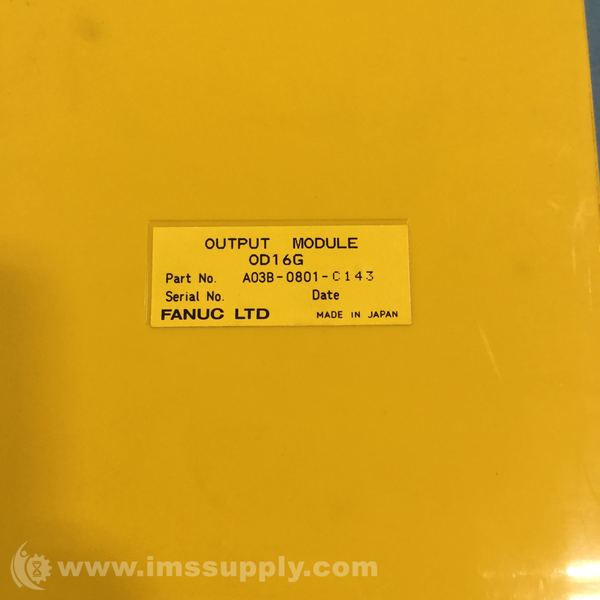 OUTPUT MODULE
OD16G
Part No. A03B-0801-C143
Serial No. Date
FANUC LTD MADE IN JAPAN
www.imssupply.com